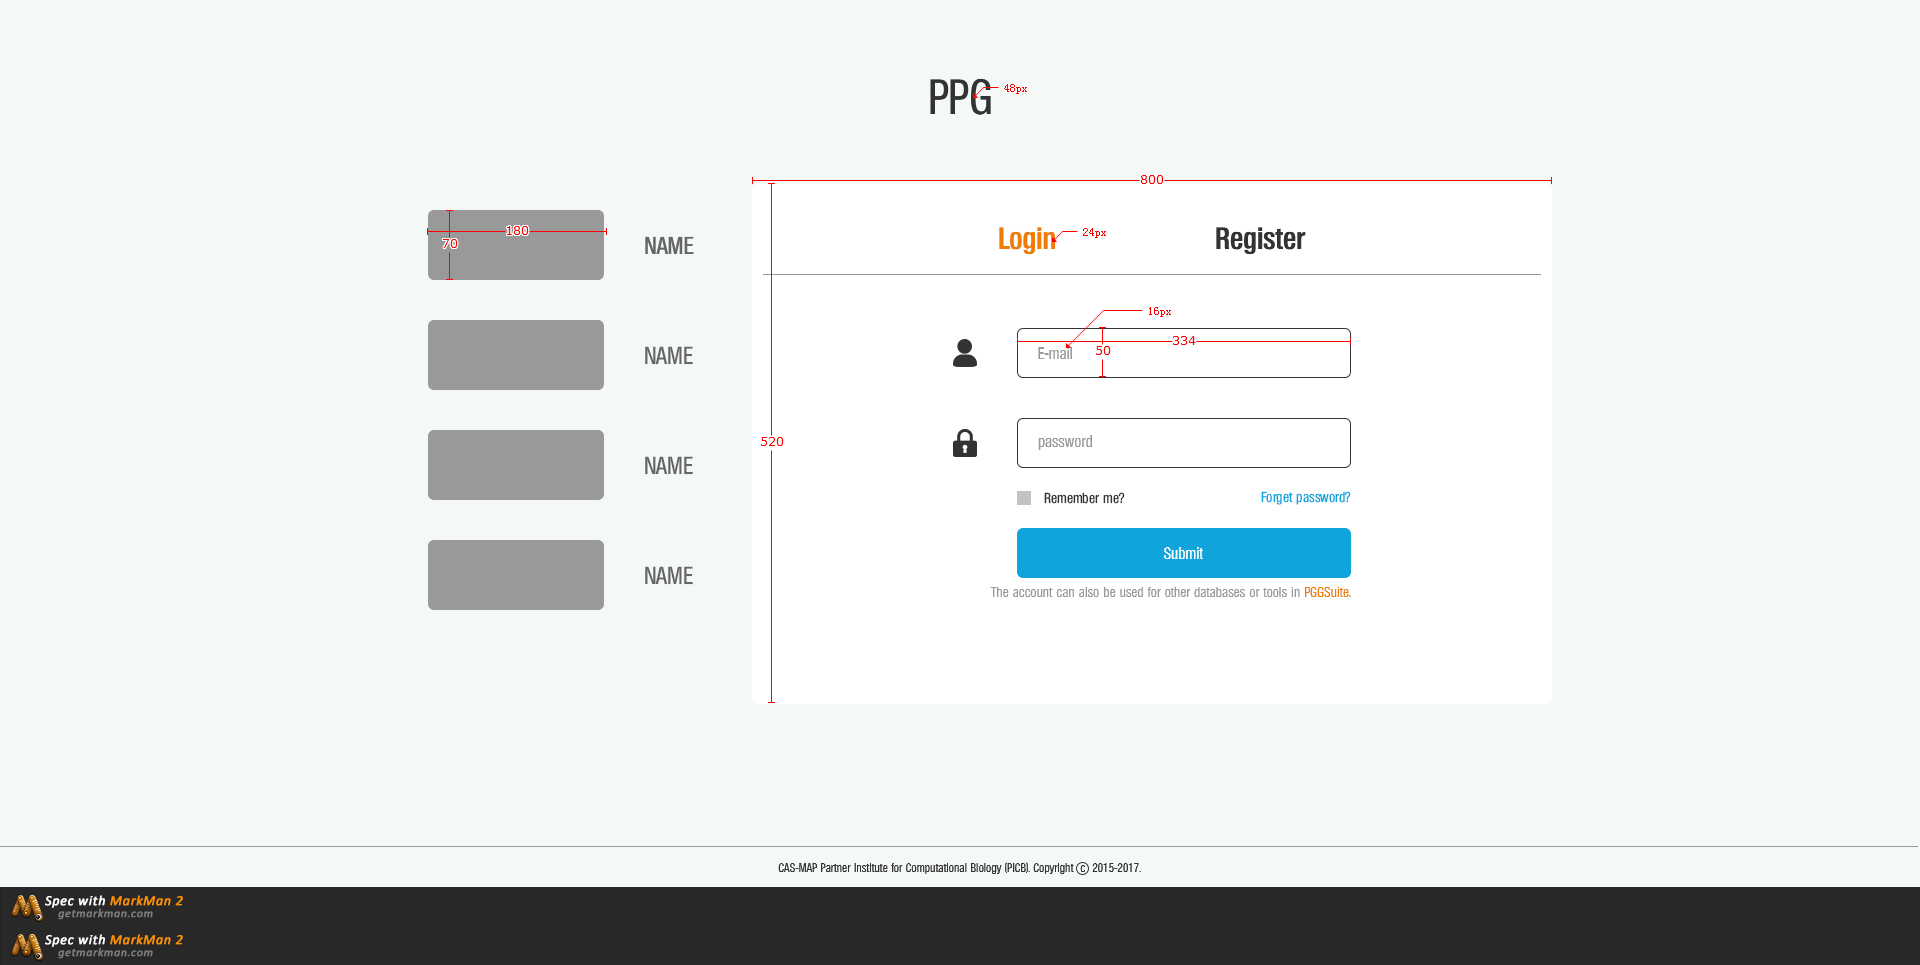 PPG
48px
800
180
70
NAME
Login
24px
Register
16px
334
E-mail
50
NAME
520
password
NAME
Remember me?
Forget password?
Submit
NAME
The account can also be used for other databases or tools in PGGSuite.
CAS-MAP Partner Institute for Computational Biology (PICB). Copyright © 2015-2017.
Spec with MarkMan 2
getmarkman.com
Spec with MarkMan 2
getmarkman.com